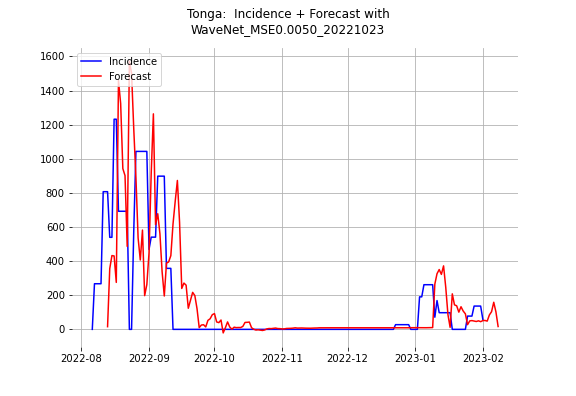 Tonga:  Incidence + Forecast with
WaveNet_MSE0.0050_20221023
Incidence
Forecast
1600
1400
1200
1000
800
600
400
200
0
2022-08 2022-09 2022-10 2022-11 2022-12 2023-01 2023-02